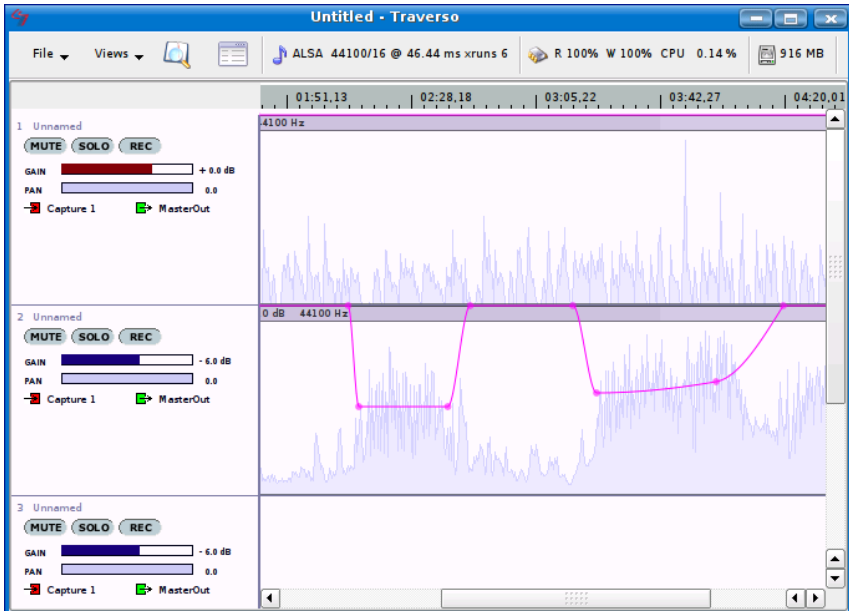 Untitled - Traverso
File Views ALSA 44100/16 @ 46.44 ms xruns 6 R 100% W 100% CPU 0.14 % 916 MB
01:51,13 02:28,18 03:05,22 03:42,27 04:20,01
1 Unnamed
4100 Hz
MUTE SOLO REC
GAIN + 0.0 dB
PAN 0.0
Capture 1 MasterOut
2 Unnamed
0 dB 44100 Hz
MUTE SOLO REC
GAIN - 6.0 dB
PAN 0.0
Capture 1 MasterOut
3 Unnamed
MUTE SOLO REC
GAIN - 6.0 dB
PAN 0.0
Capture 1 MasterOut